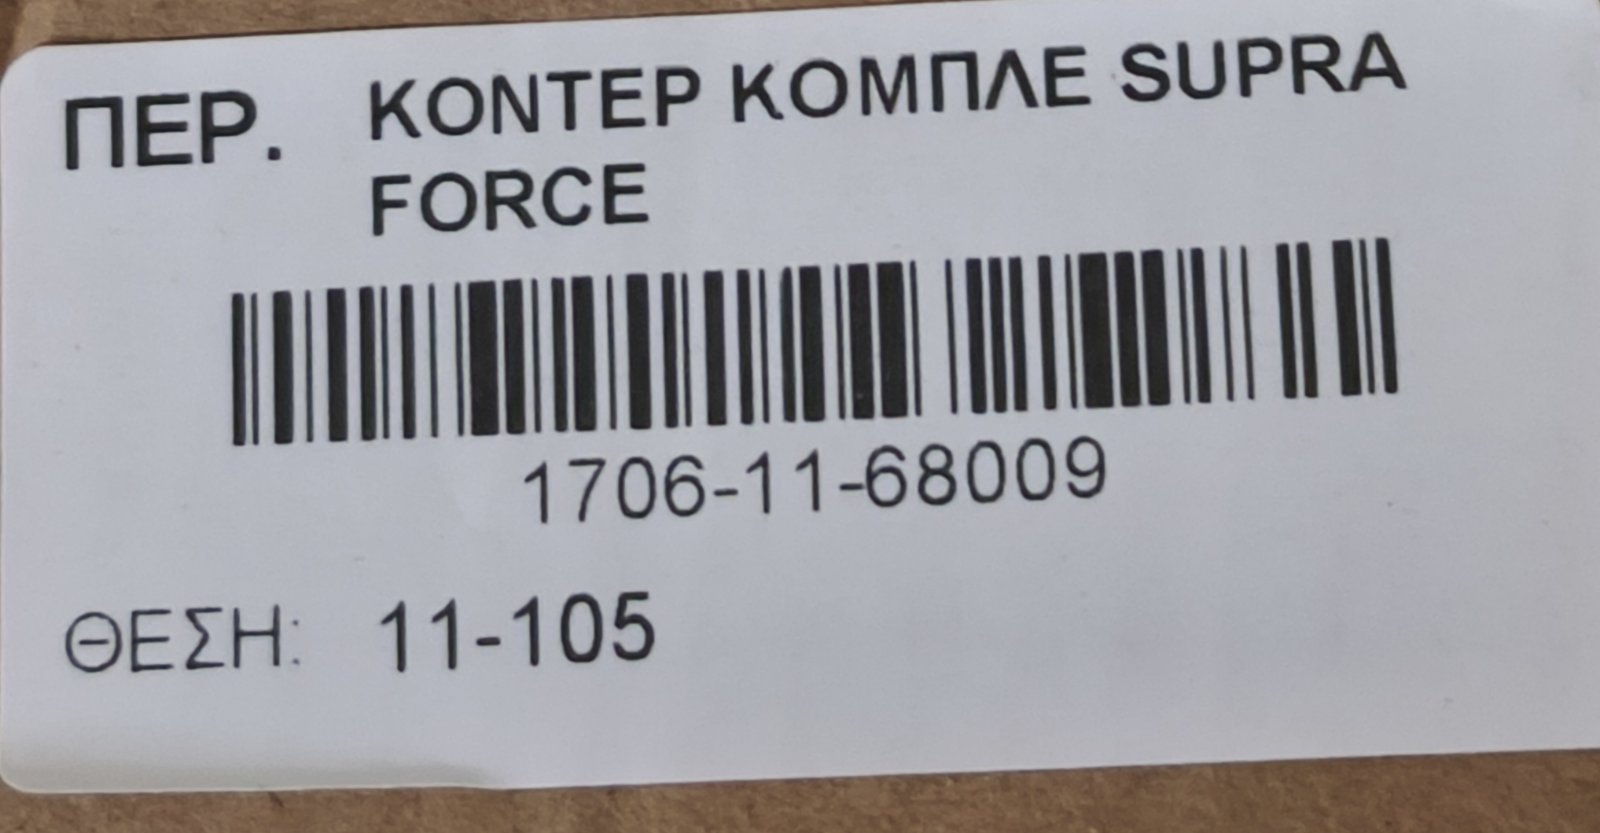 ΠΕΡ. ΚΟΝΤΕΡ ΚΟΜΠΛΕ SUPRA
FORCE
1706-11-68009
ΘΕΣΗ: 11-105